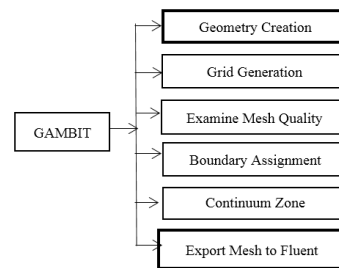 Geometry Creation
Grid Generation
Examine Mesh Quality
GAMBIT
Boundary Assignment
Continuum Zone
Export Mesh to Fluent